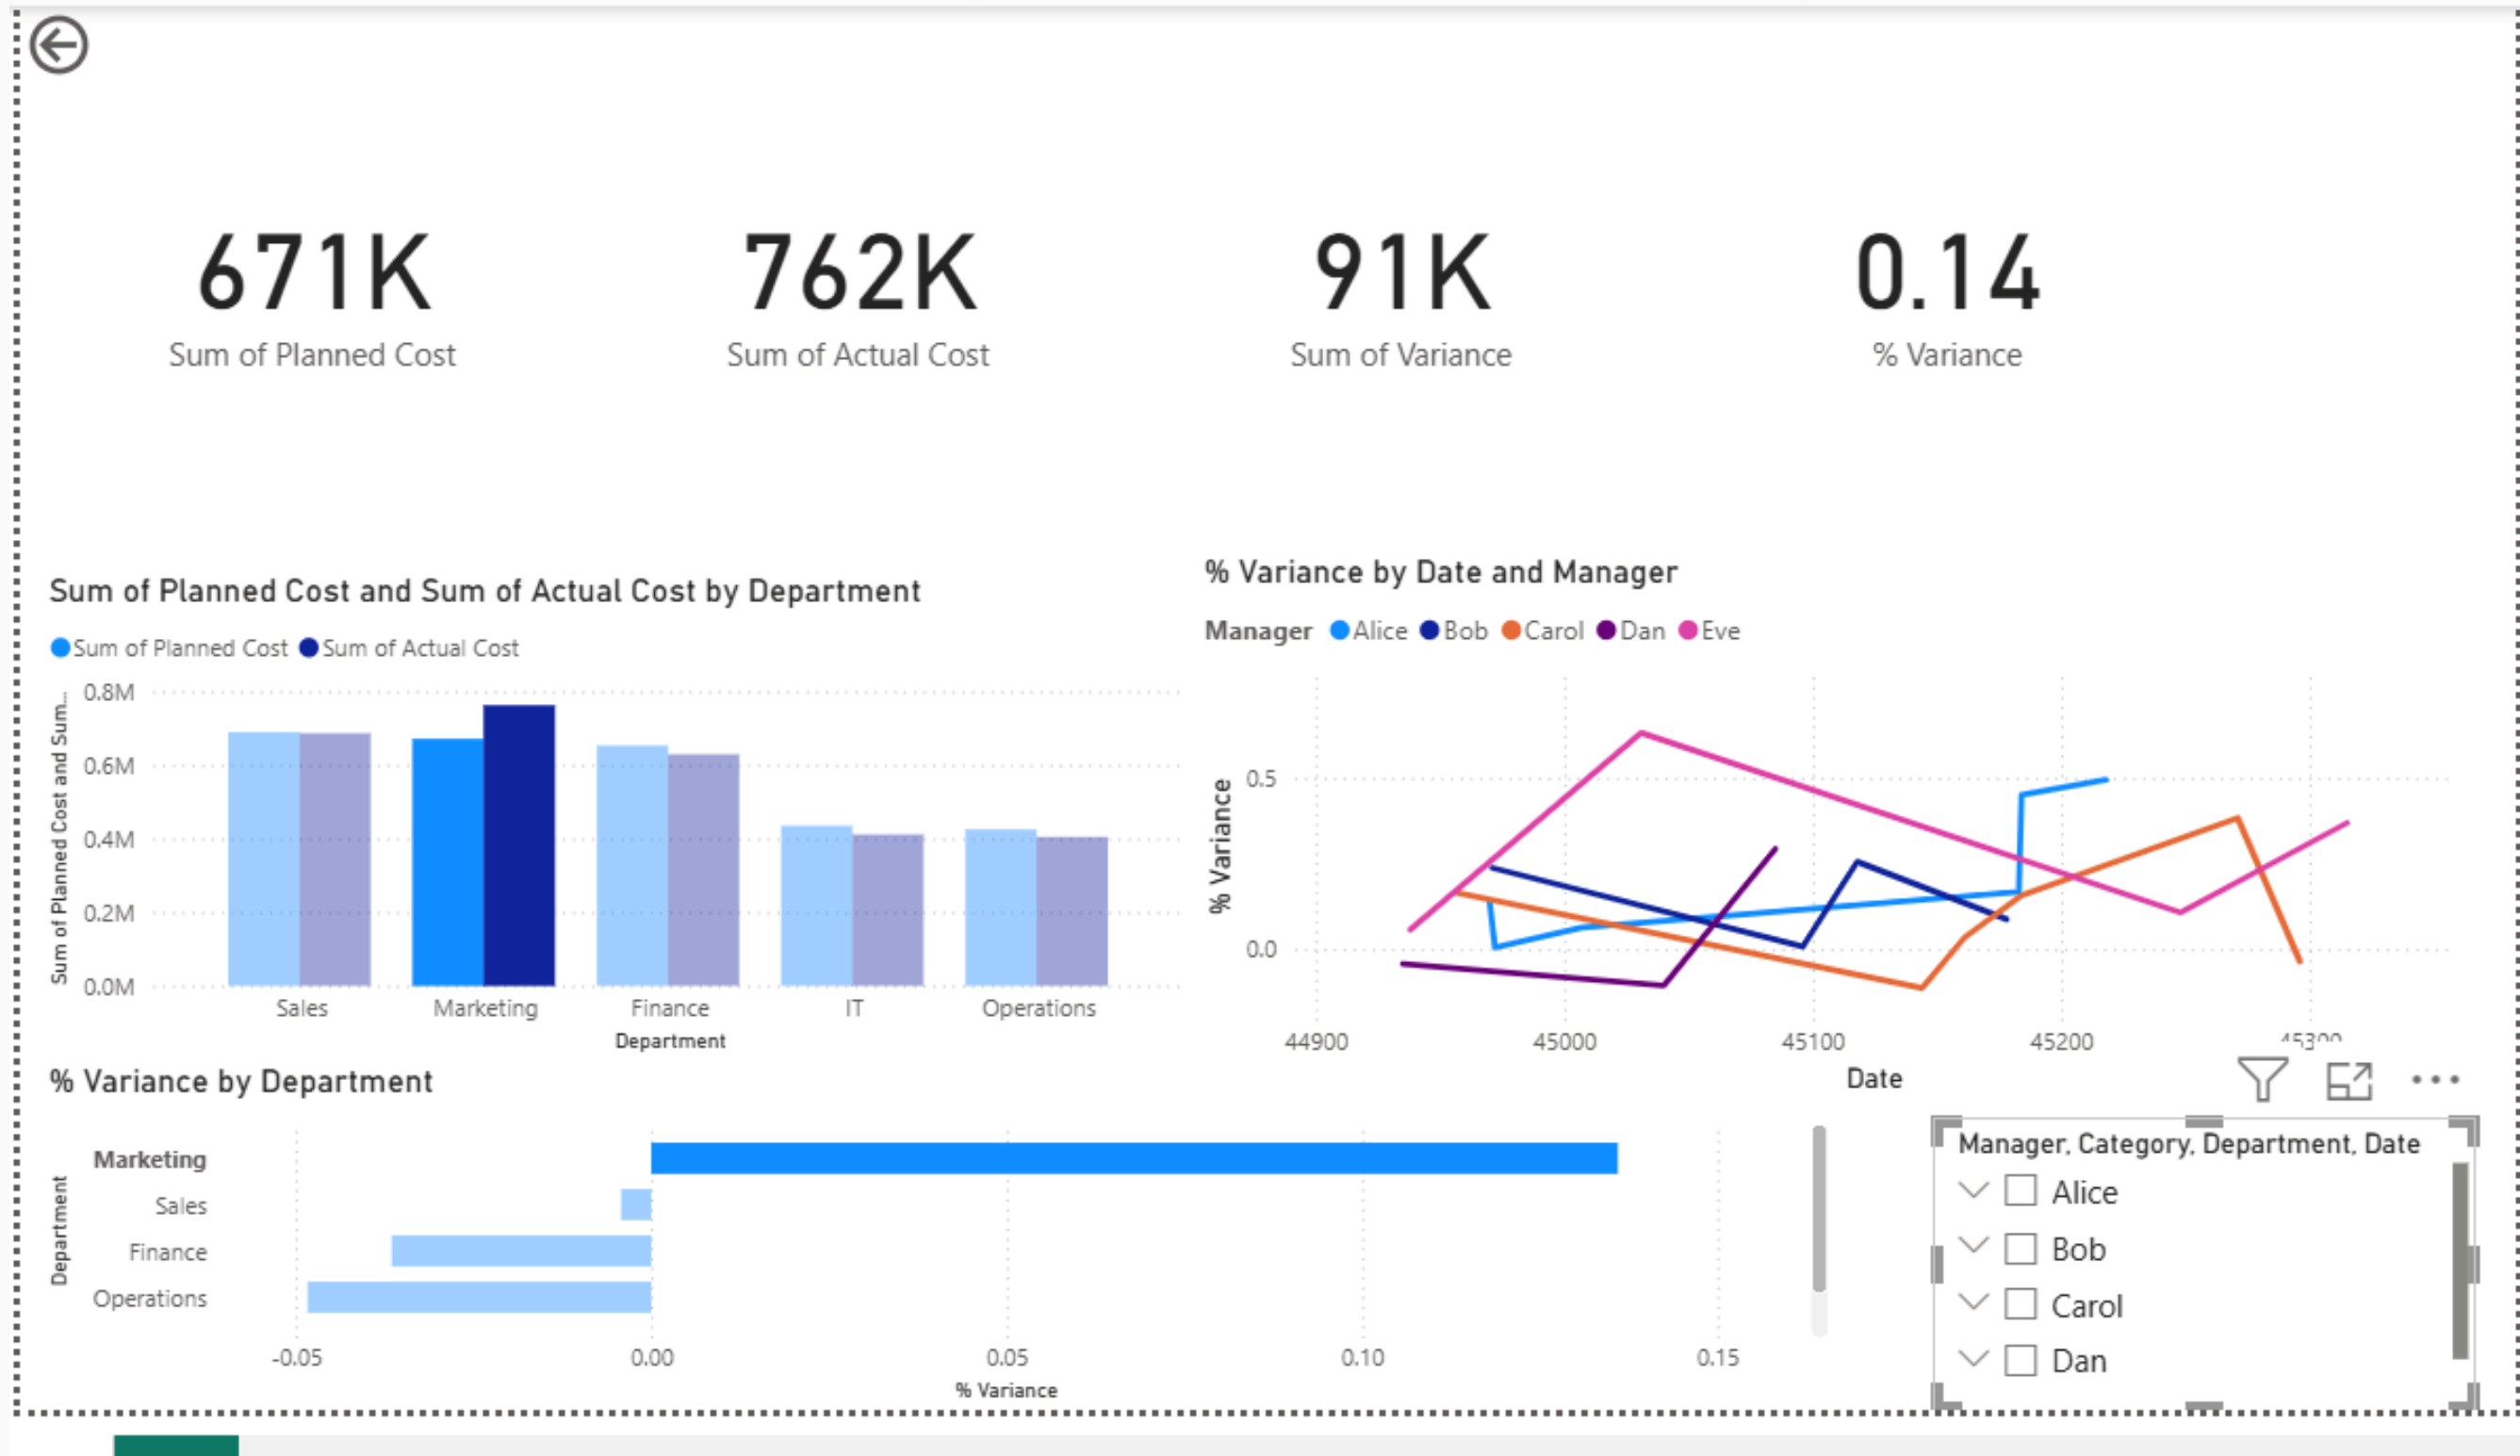 671K
Sum of Planned Cost
762K
Sum of Actual Cost
91K
Sum of Variance
0.14
% Variance
Sum of Planned Cost and Sum of Actual Cost by Department
Sum of Planned Cost Sum of Actual Cost
Sum of Planned Cost and Sum...
0.8M
0.6M
0.4M
0.2M
0.0M
Sales Marketing Finance IT Operations
Department
% Variance by Date and Manager
Manager Alice Bob Carol Dan Eve
% Variance
0.5
0.0
44900 45000 45100 45200 45300
Date
% Variance by Department
Department
Marketing
Sales
Finance
Operations
-0.05 0.00 0.05 0.10 0.15
% Variance
Manager, Category, Department, Date
Alice
Bob
Carol
Dan